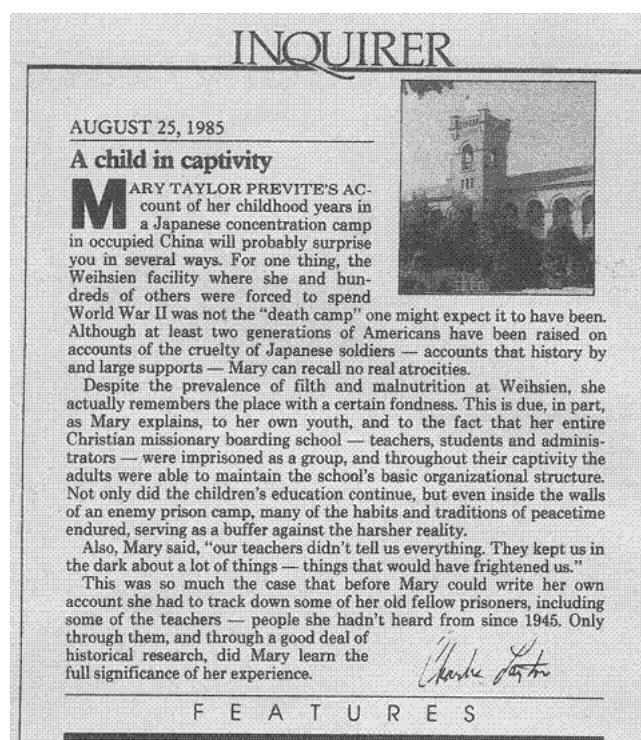 INQUIRER
AUGUST 25, 1985
A child in captivity
MARY TAYLOR PREVITE'S AC-
count of her childhood years in
a Japanese concentration camp
in occupied China will probably surprise
you in several ways. For one thing, the
Weihsien facility where she and hun-
dreds of others were forced to spend
World War II was not the “death camp” one might expect it to have been.
Although at least two generations of Americans have been raised on
accounts of the cruelty of Japanese soldiers — accounts that history by
and large supports — Mary can recall no real atrocities.
Despite the prevalence of filth and malnutrition at Weihsien, she
actually remembers the place with a certain fondness. This is due, in part,
as Mary explains, to her own youth, and to the fact that her entire
Christian missionary boarding school — teachers, students and adminis-
trators — were imprisoned as a group, and throughout their captivity the
adults were able to maintain the school's basic organizational structure.
Not only did the children's education continue, but even inside the walls
of an enemy prison camp, many of the habits and traditions of peacetime
endured, serving as a buffer against the harsher reality.
Also, Mary said, “our teachers didn't tell us everything. They kept us in
the dark about a lot of things — things that would have frightened us.”
This was so much the case that before Mary could write her own
account she had to track down some of her old fellow prisoners, including
some of the teachers — people she hadn't heard from since 1945. Only
through them, and through a good deal of
historical research, did Mary learn the
full significance of her experience.
FEATURES